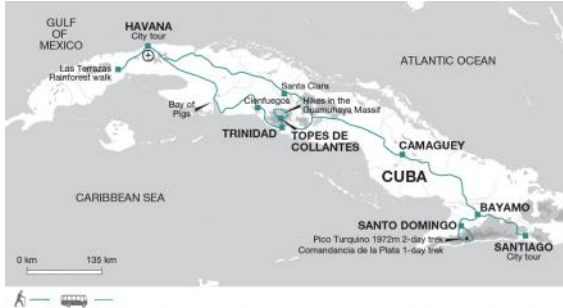 GULF
OF
MEXICO
HAVANA
City tour
ATLANTIC OCEAN
Las Terrazas
Rainforest walk
Santa Clara
Bay of
Pigs
Cienfuegos
Hikes in the
Guamuhaya Massif
TRINIDAD
TOPES DE
COLLANTES
CAMAGUEY
CUBA
CARIBBEAN SEA
BAYAMO
SANTO DOMINGO
Pico Turquino 1972m 2-day trek
Comandancia de la Plata 1-day trek
SANTIAGO
City tour
0 km
135 km